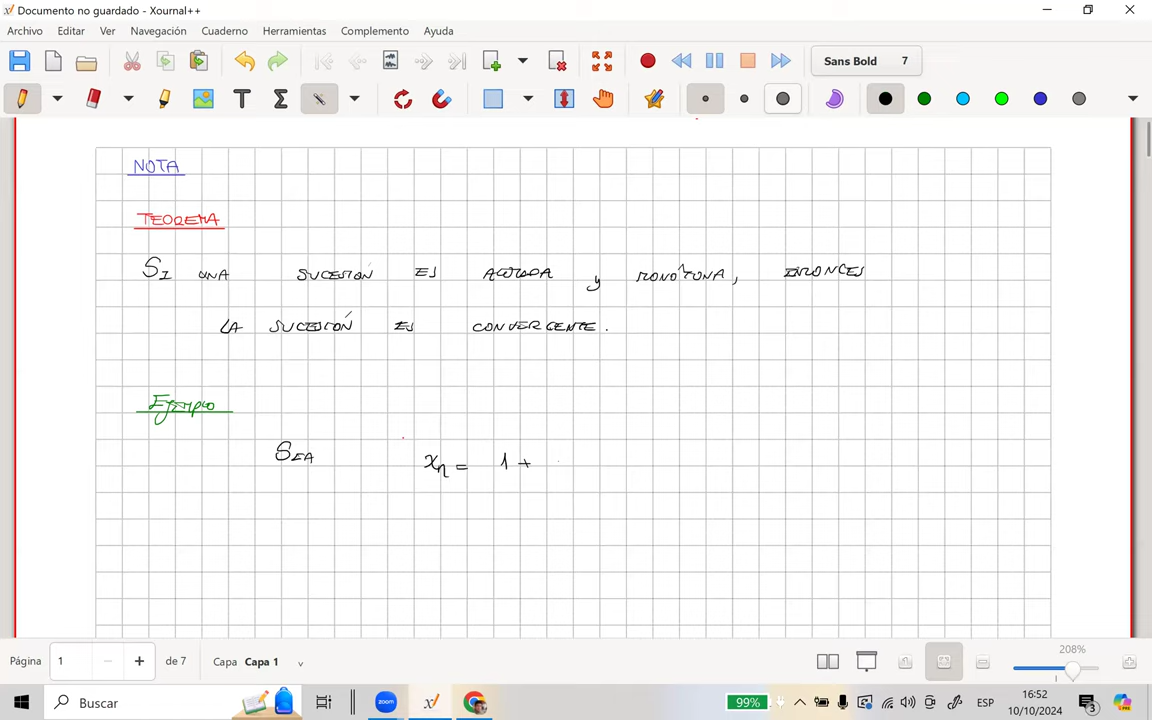 Documento no guardado - Xournal++
Archivo Editar Ver Navegación Cuaderno Herramientas Complemento Ayuda
Sans Bold 7
NOTA
TEOREMA
SI UNA SUCESIÓN ES ACOTADA y MONÓTONA, ENTONCES
LA SUCESIÓN ES CONVERGENTE.
Ejemplo
SEA xₙ = 1 +
Página 1 de 7 Capa Capa 1 208%
Buscar zoom 99% ESP 16:52
10/10/2024 3